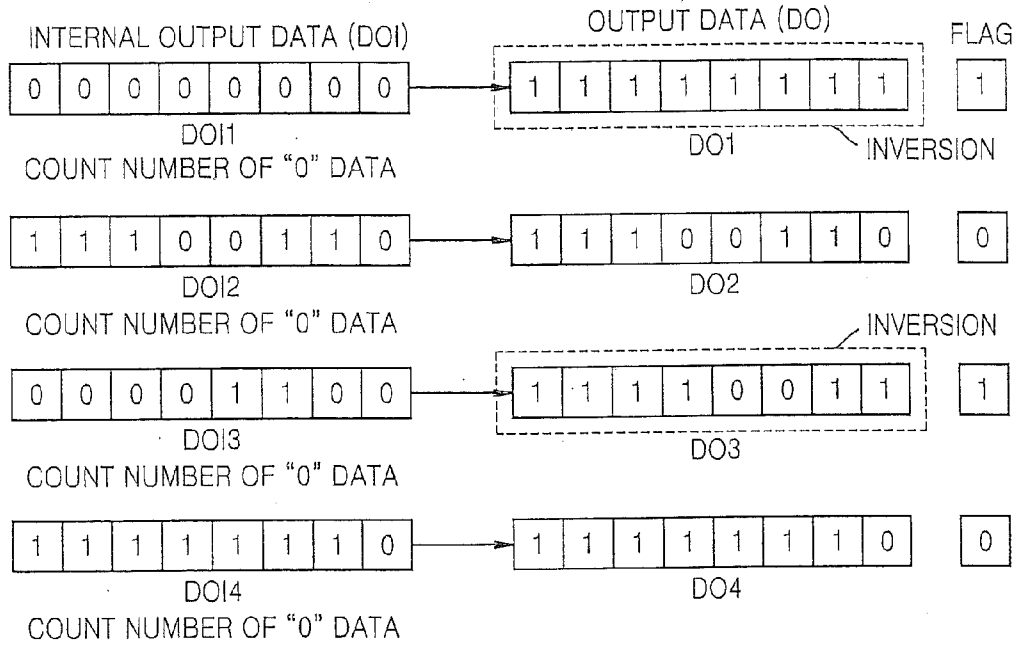 INTERNAL OUTPUT DATA (DOI)
OUTPUT DATA (DO)
FLAG
0 0 0 0 0 0 0 0
1 1 1 1 1 1 1 1
1
DOI1
DO1
INVERSION
COUNT NUMBER OF “0” DATA
1 1 1 0 0 1 1 0
1 1 1 0 0 1 1 0
0
DOI2
DO2
COUNT NUMBER OF “0” DATA
INVERSION
0 0 0 0 1 1 0 0
1 1 1 1 0 0 1 1
1
DOI3
DO3
COUNT NUMBER OF “0” DATA
1 1 1 1 1 1 1 0
1 1 1 1 1 1 1 0
0
DOI4
DO4
COUNT NUMBER OF “0” DATA